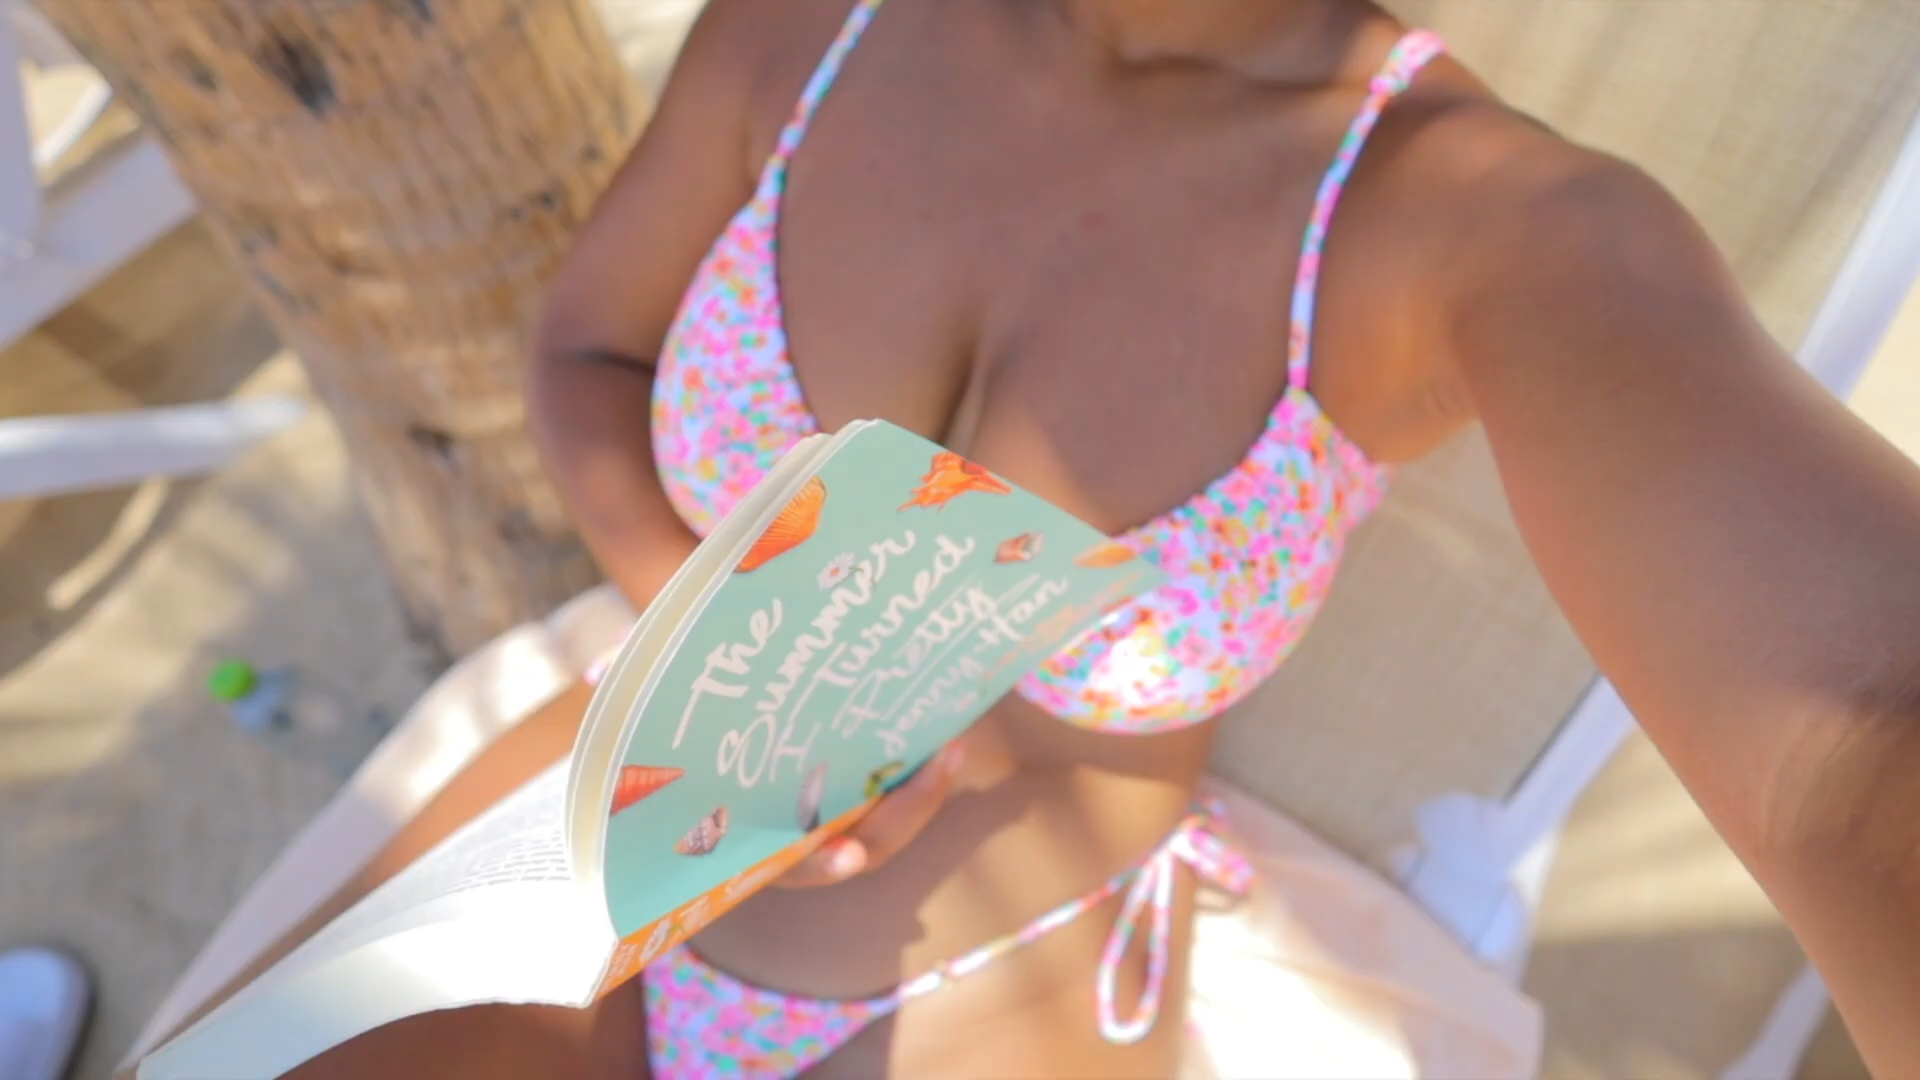 The
Summer
I Turned
Pretty
Jenny Han